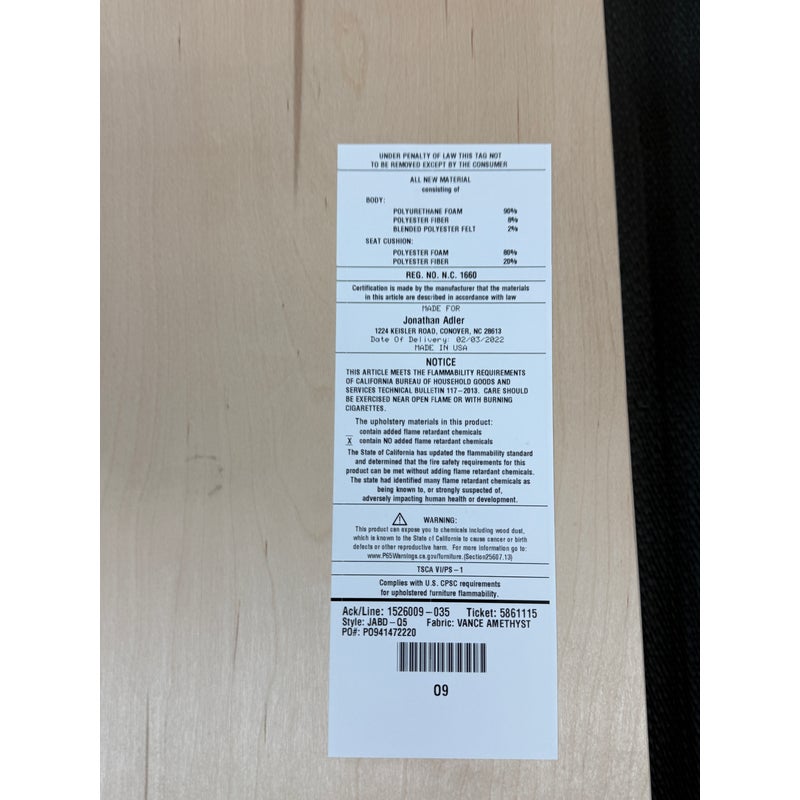 UNDER PENALTY OF LAW THIS TAG NOT
TO BE REMOVED EXCEPT BY THE CONSUMER
ALL NEW MATERIAL
consisting of
BODY:
POLYURETHANE FOAM 90%
POLYESTER FIBER 8%
BLENDED POLYESTER FELT 2%
SEAT CUSHION:
POLYESTER FOAM 80%
POLYESTER FIBER 20%
REG. NO. N.C. 1660
Certification is made by the manufacturer that the materials
in this article are described in accordance with law
MADE FOR
Jonathan Adler
1224 KEISLER ROAD, CONOVER, NC 28613
Date Of Delivery: 02/03/2022
MADE IN USA
NOTICE
THIS ARTICLE MEETS THE FLAMMABILITY REQUIREMENTS
OF CALIFORNIA BUREAU OF HOUSEHOLD GOODS AND
SERVICES TECHNICAL BULLETIN 117-2013. CARE SHOULD
BE EXERCISED NEAR OPEN FLAME OR WITH BURNING
CIGARETTES.
The upholstery materials in this product:
contain added flame retardant chemicals
X contain NO added flame retardant chemicals
The State of California has updated the flammability standard
and determined that the fire safety requirements for this
product can be met without adding flame retardant chemicals.
The state had identified many flame retardant chemicals as
being known to, or strongly suspected of,
adversely impacting human health or development.
WARNING:
This product can expose you to chemicals including wood dust,
which is known to the State of California to cause cancer or birth
defects or other reproductive harm. For more information go to:
www.P65Warnings.ca.gov/furniture.(Section25607.13)
TSCA VI/PS-1
Complies with U.S. CPSC requirements
for upholstered furniture flammability.
Ack/Line: 1526009-035 Ticket: 5861115
Style: JABD-Q5 Fabric: VANCE AMETHYST
PO#: PO941472220
09